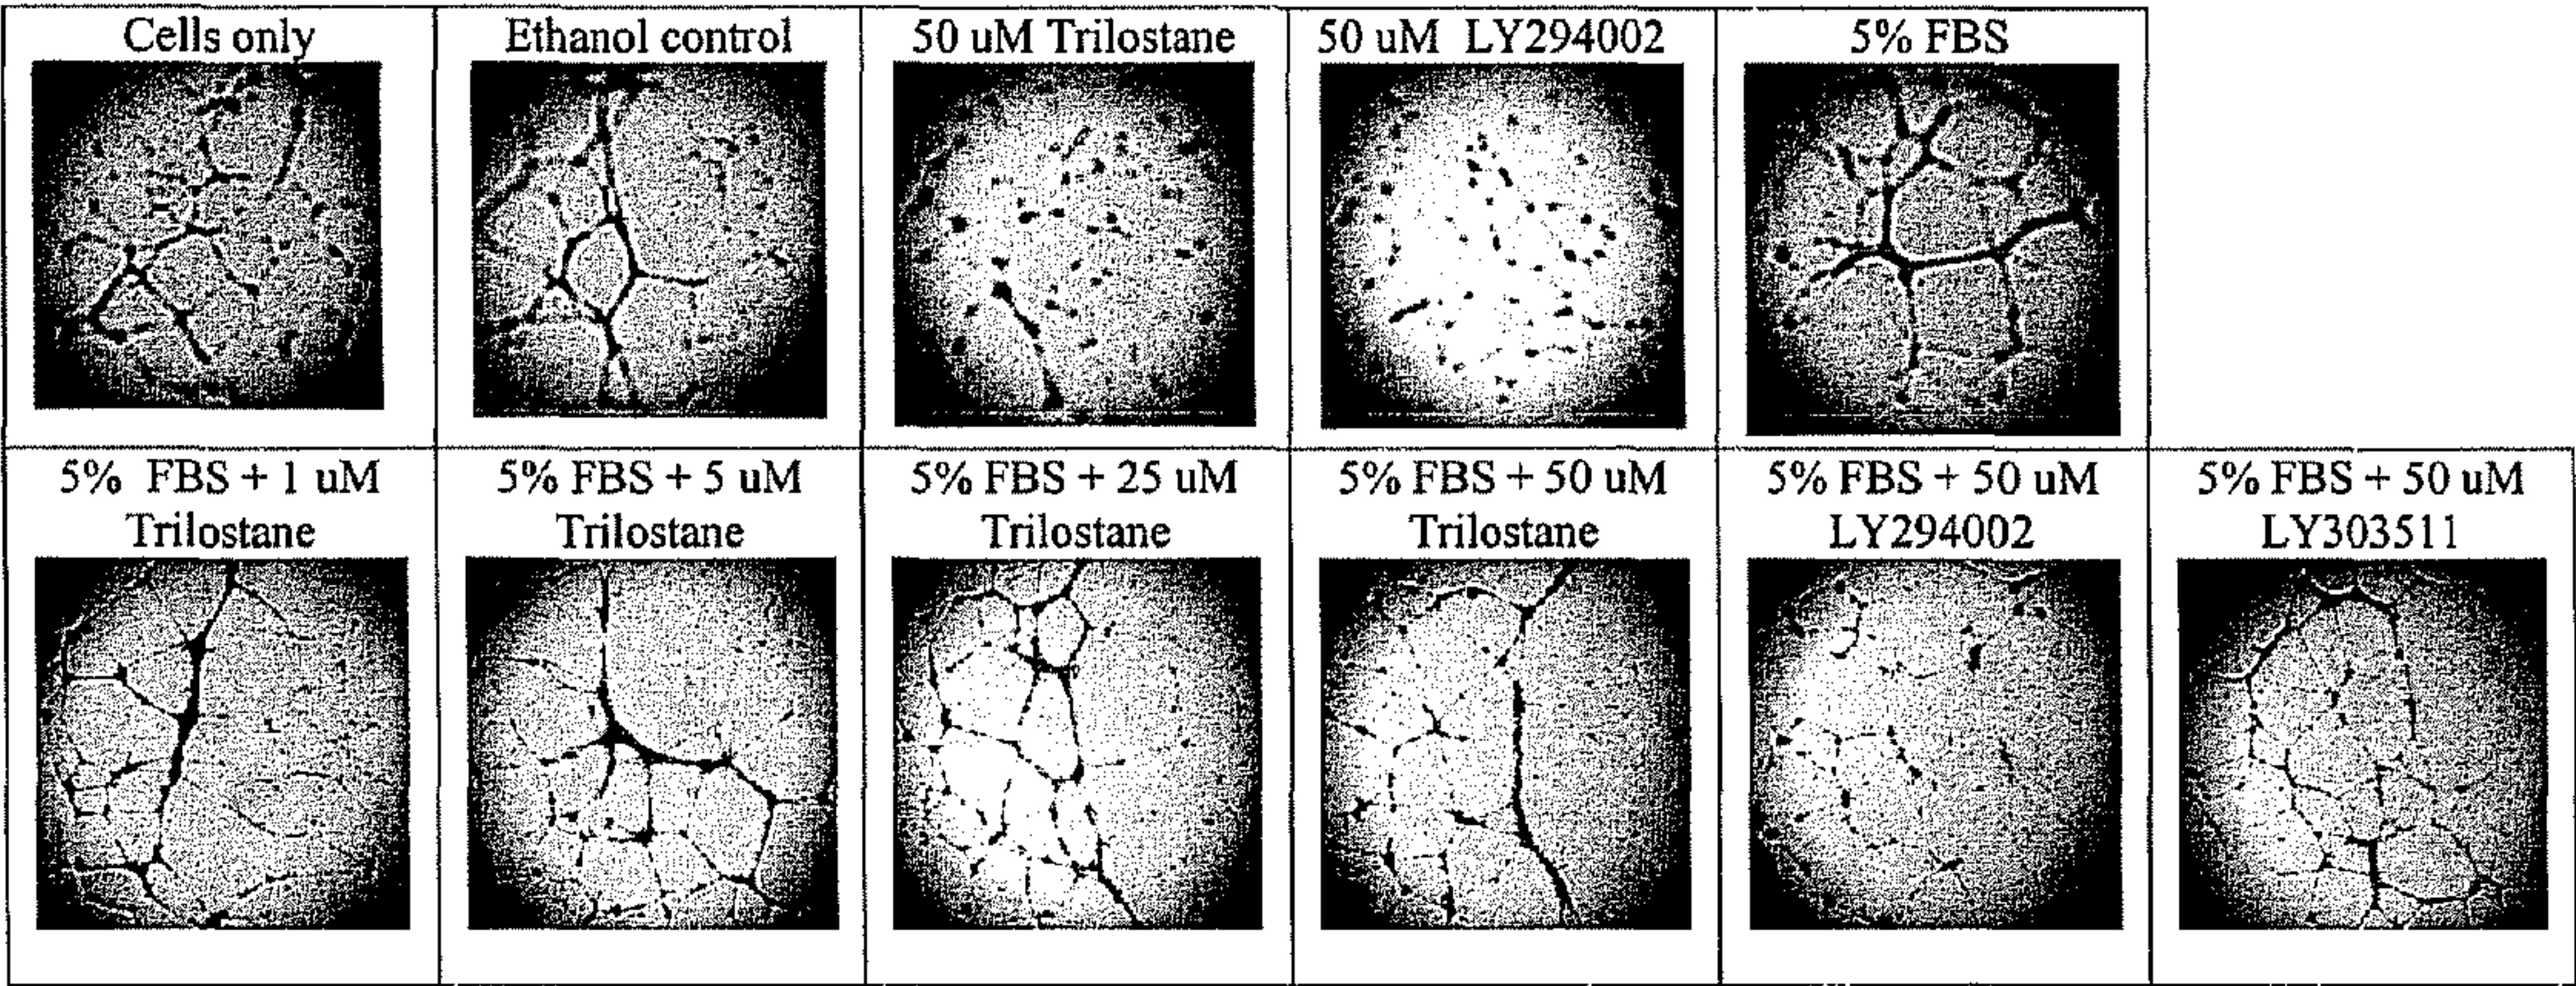 Cells only
Ethanol control
50 uM Trilostane
50 uM LY294002
5% FBS
5% FBS + 1 uM
Trilostane
5% FBS + 5 uM
Trilostane
5% FBS + 25 uM
Trilostane
5% FBS + 50 uM
Trilostane
5% FBS + 50 uM
LY294002
5% FBS + 50 uM
LY303511